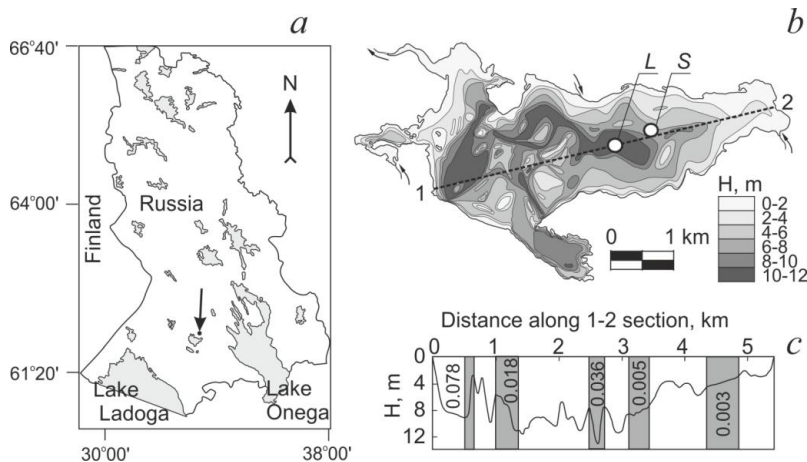 a
66°40'
N
64°00'
Finland
Russia
61°20'
Lake
Ladoga
Lake
Onega
30°00'
38°00'
b
L
S
2
1
H, m
0-2
2-4
4-6
6-8
8-10
10-12
0 1 km
Distance along 1-2 section, km
c
0 1 2 3 4 5
H, m
0
4
8
12
0.078
0.018
0.036
0.005
0.003